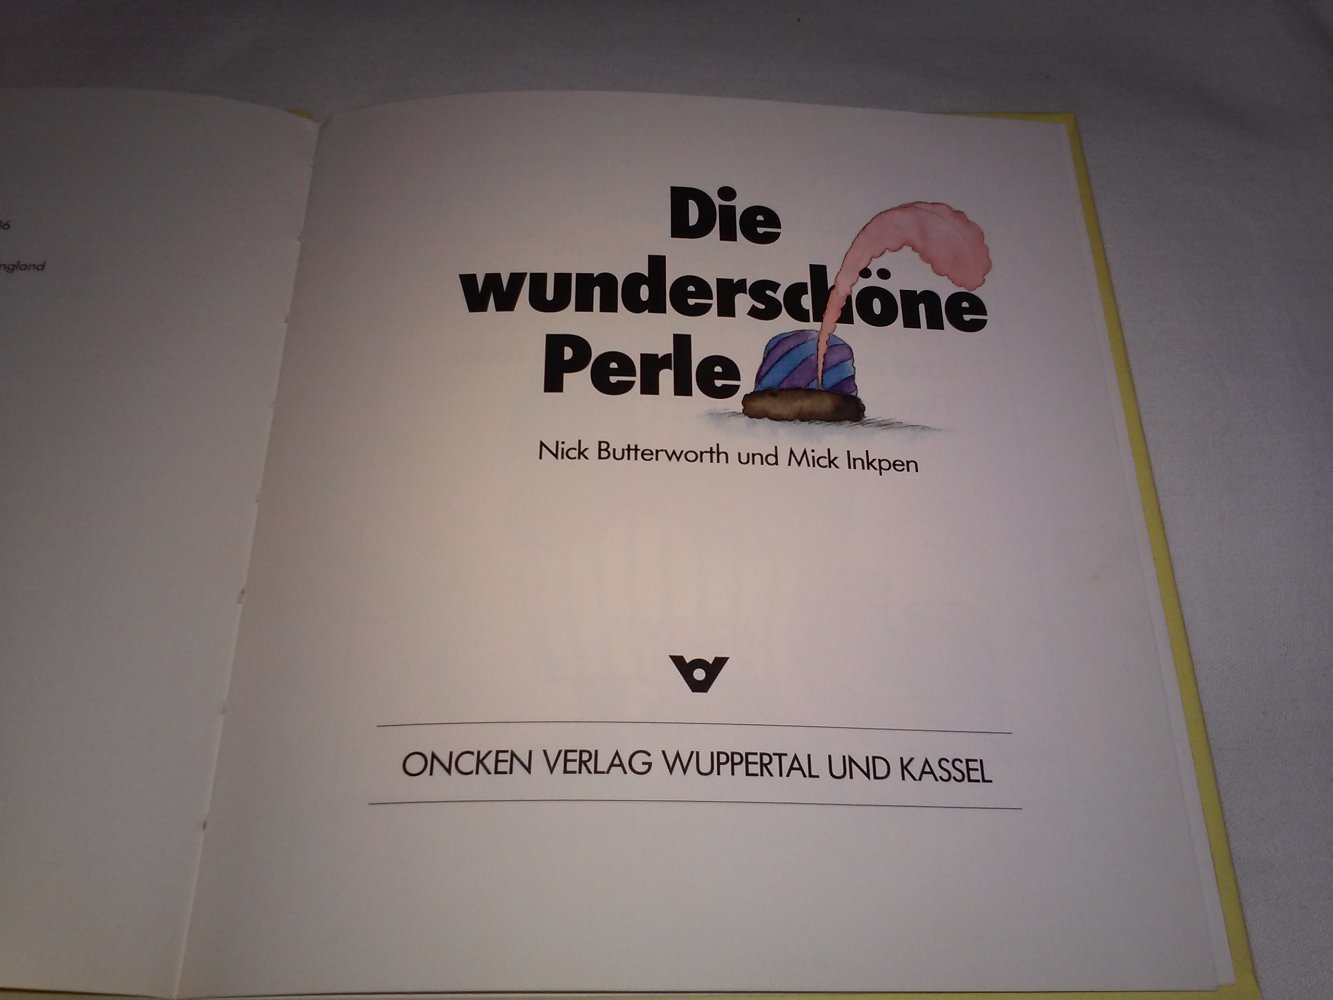 Die
wunderschöne
Perle
Nick Butterworth und Mick Inkpen
ONCKEN VERLAG WUPPERTAL UND KASSEL